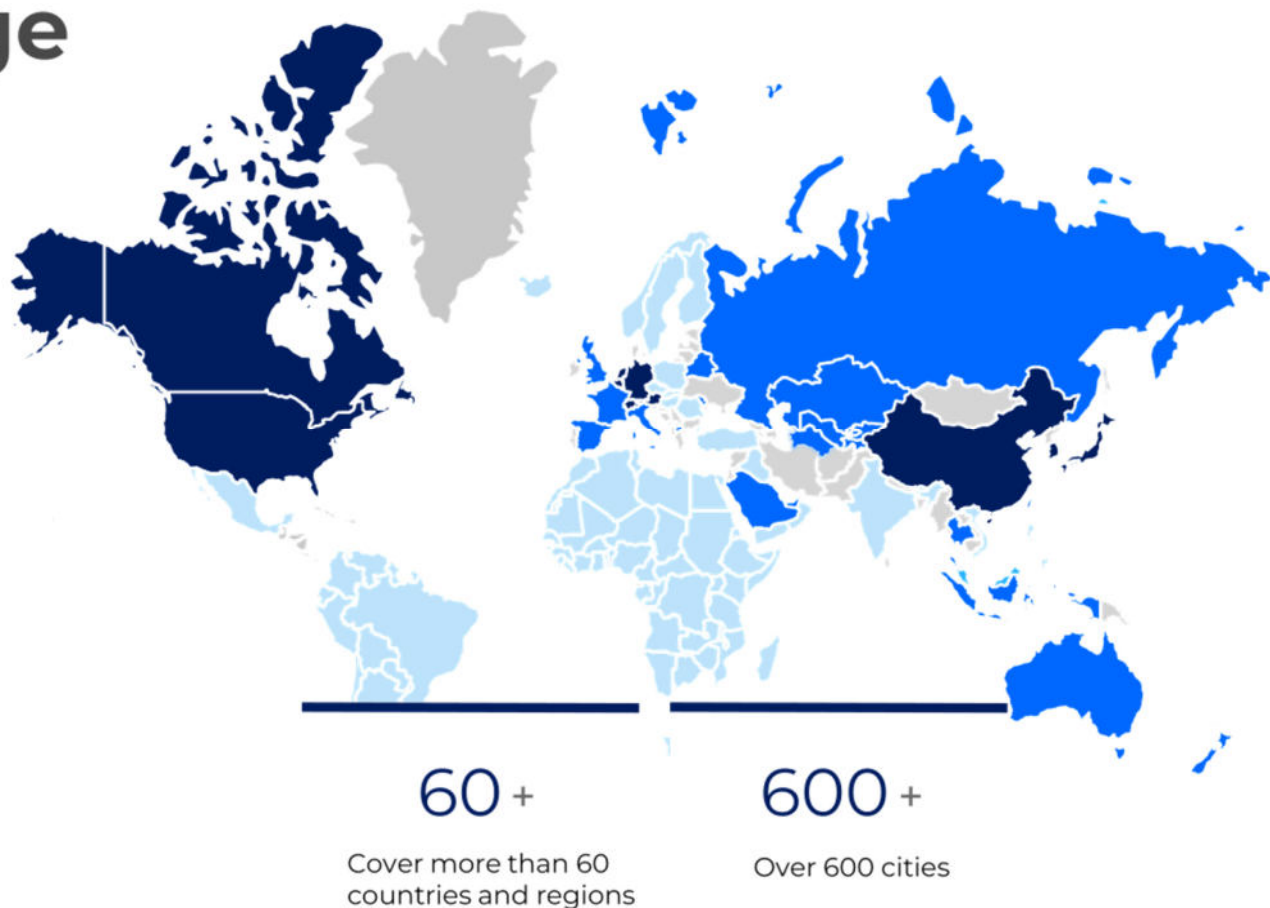 ge
60 +
Cover more than 60
countries and regions
600 +
Over 600 cities